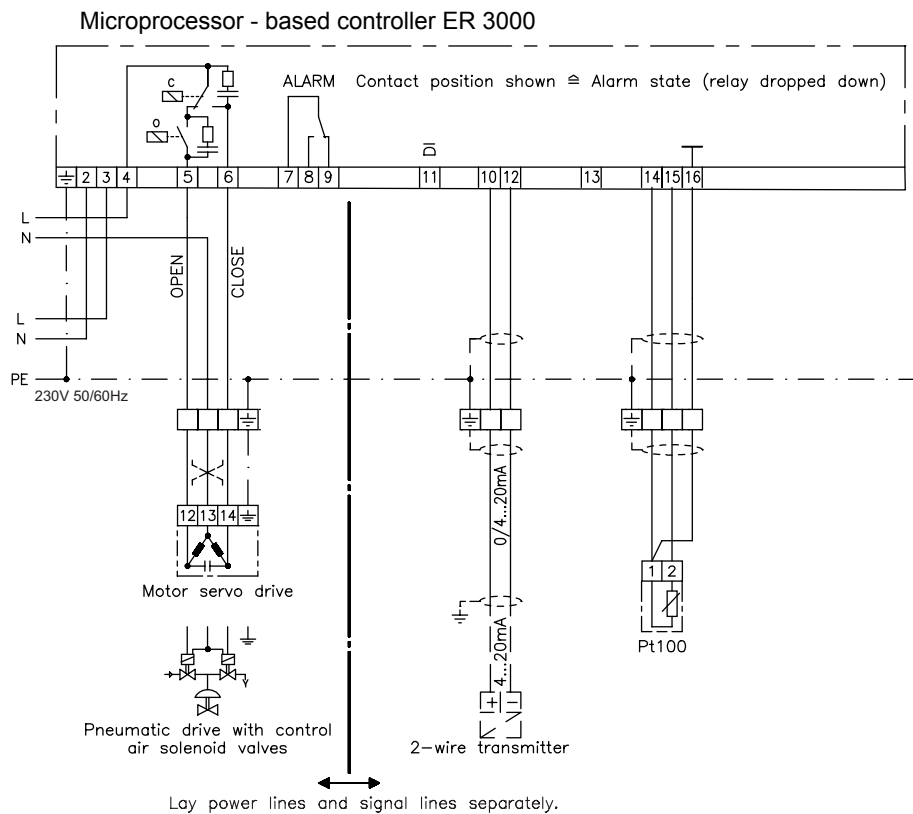 Microprocessor - based controller ER 3000
ALARM Contact position shown ≙ Alarm state (relay dropped down)
C
O
DI
2 3 4 5 6 7 8 9 11 10 12 13 14 15 16
L
N
OPEN
CLOSE
L
N
PE
230V 50/60Hz
12 13 14
Motor servo drive
0/4...20mA
1 2
Pt100
4...20mA
+ -
Pneumatic drive with control
air solenoid valves
2-wire transmitter
Lay power lines and signal lines separately.